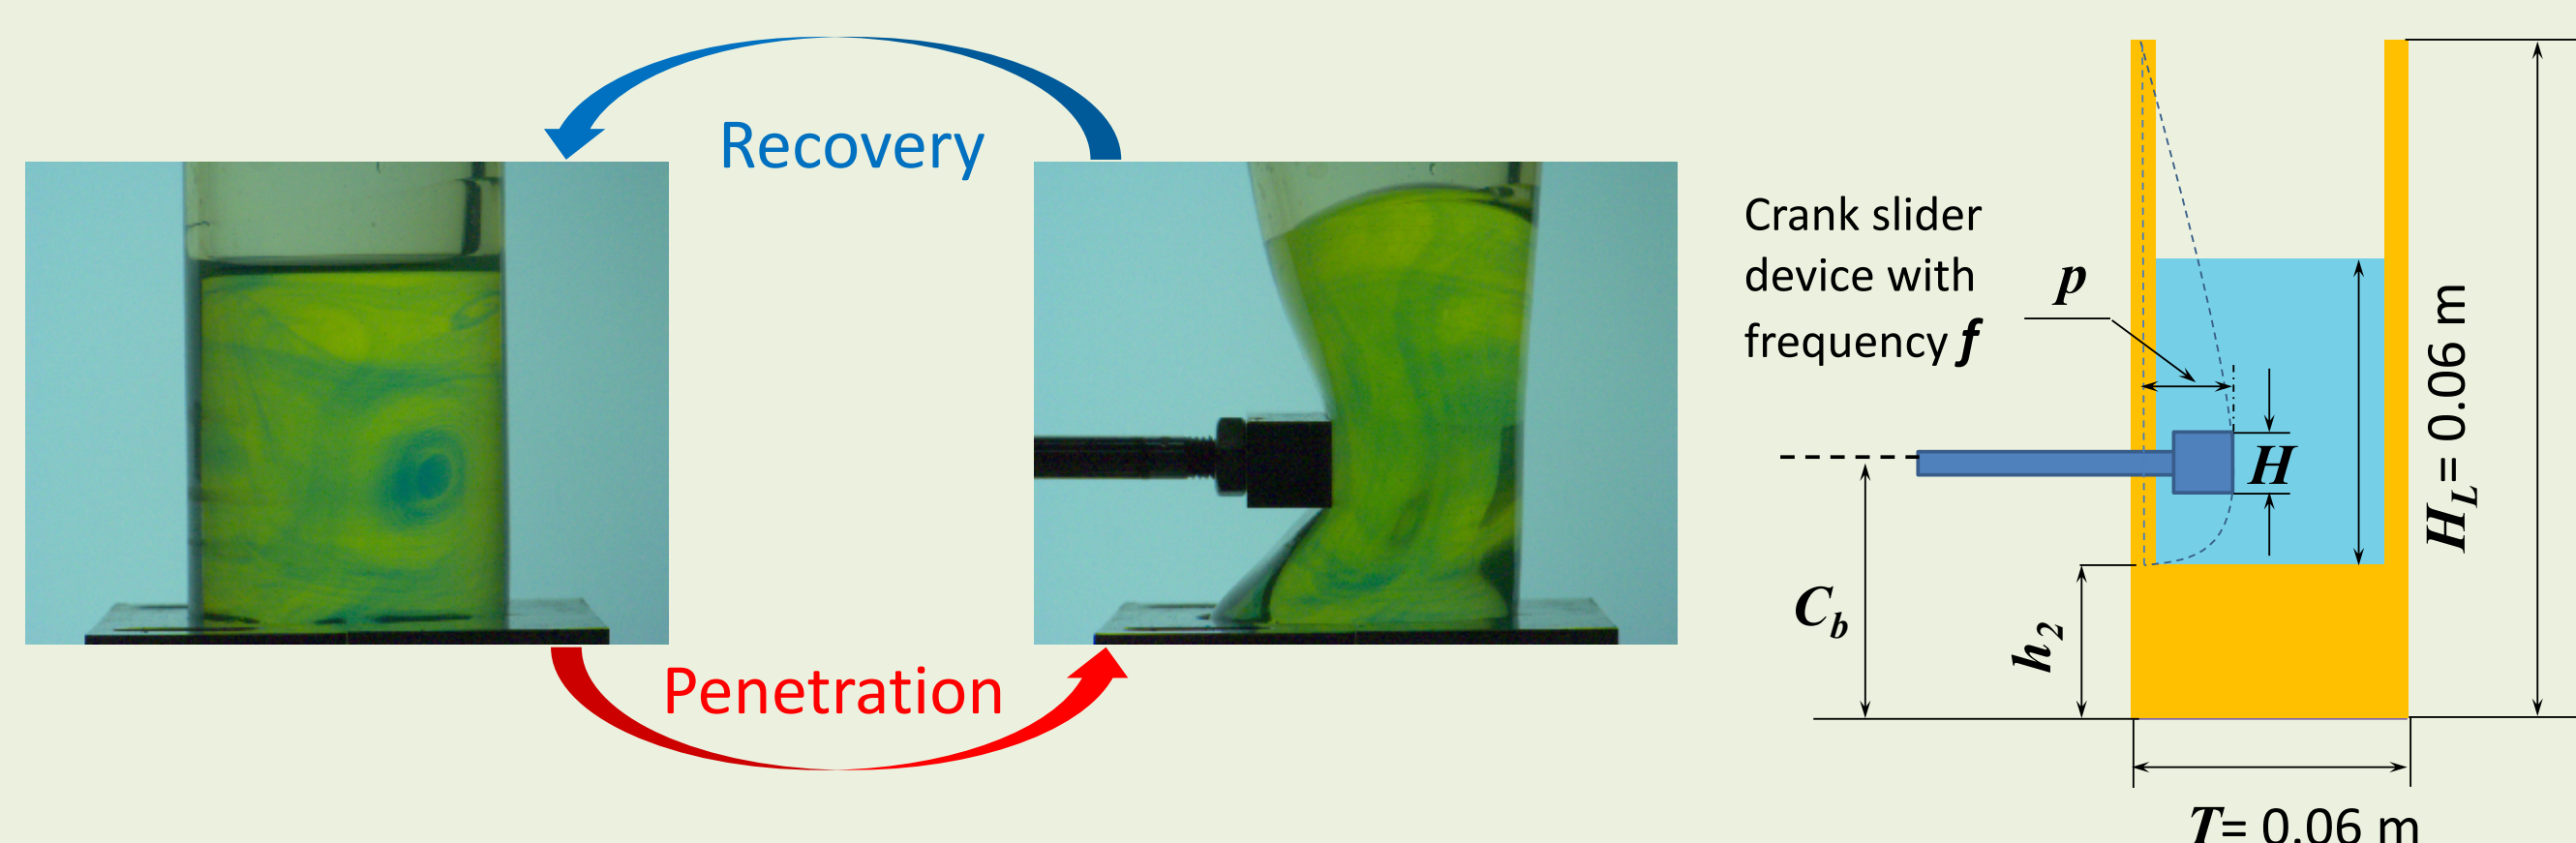 Recovery
Penetration
Crank slider
device with
frequency f
p
H
H_L = 0.06 m
C_b
h_2
T= 0.06 m